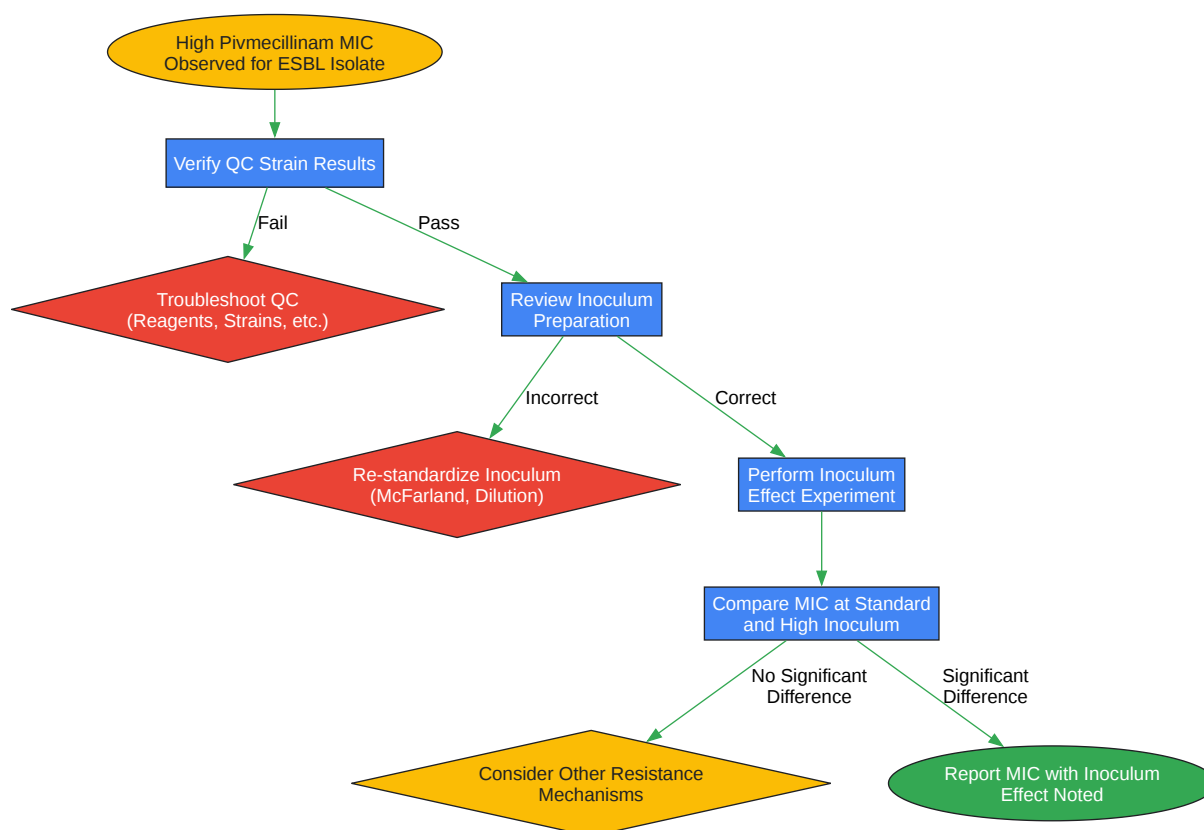 High Pivmecillinam MIC
Observed for ESBL Isolate
Verify QC Strain Results
Fail
Pass
Troubleshoot QC
(Reagents, Strains, etc.)
Review Inoculum
Preparation
Incorrect
Correct
Re-standardize Inoculum
(McFarland, Dilution)
Perform Inoculum
Effect Experiment
Compare MIC at Standard
and High Inoculum
No Significant
Difference
Significant
Difference
Consider Other Resistance
Mechanisms
Report MIC with Inoculum
Effect Noted